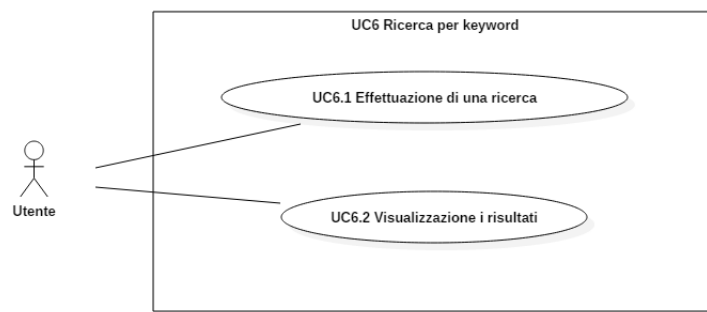 UC6 Ricerca per keyword
UC6.1 Effettuazione di una ricerca
Utente
UC6.2 Visualizzazione i risultati